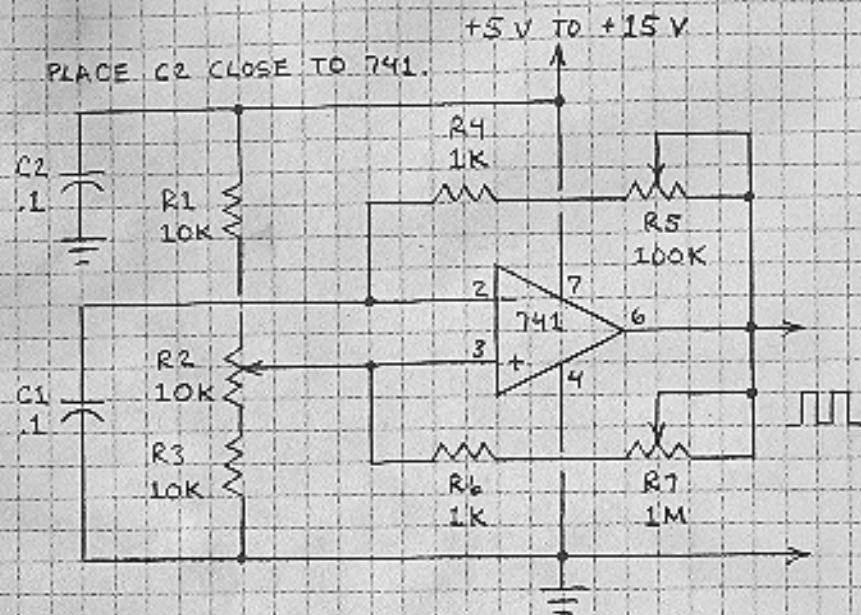 +5 V TO +15 V
PLACE C2 CLOSE TO 741.
R4
1K
C2
.1
R1
10K
R5
100K
2
-
7
741
6
3
+
4
R2
10K
C1
.1
R3
10K
R6
1K
R7
1M